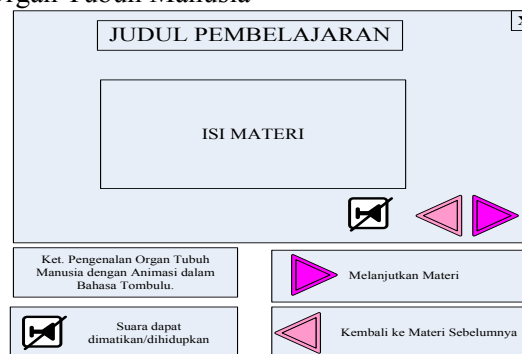 Organ Tubuh Manusia
X
JUDUL PEMBELAJARAN
ISI MATERI
Ket. Pengenalan Organ Tubuh
Manusia dengan Animasi dalam
Bahasa Tombulu.
Melanjutkan Materi
Suara dapat
dimatikan/dihidupkan
Kembali ke Materi Sebelumnya